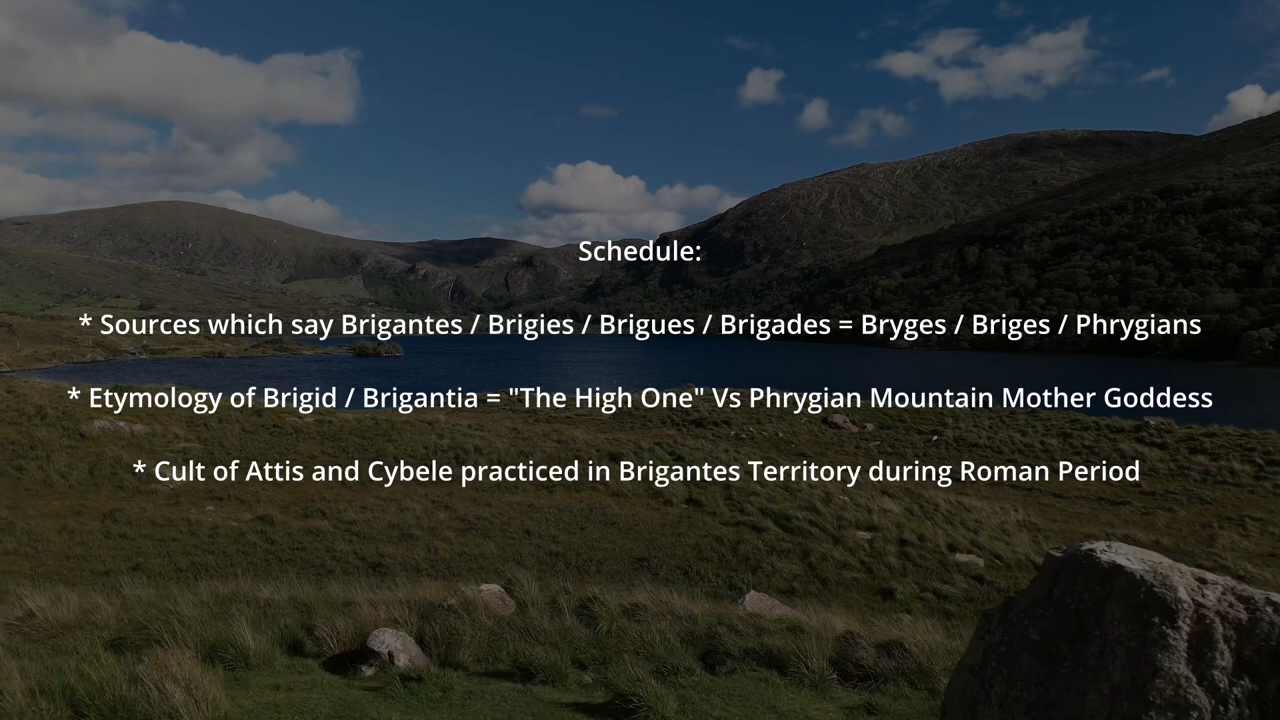 Schedule:
* Sources which say Brigantes / Brigies / Brigues / Brigades = Bryges / Briges / Phrygians
* Etymology of Brigid / Brigantia = "The High One" Vs Phrygian Mountain Mother Goddess
* Cult of Attis and Cybele practiced in Brigantes Territory during Roman Period